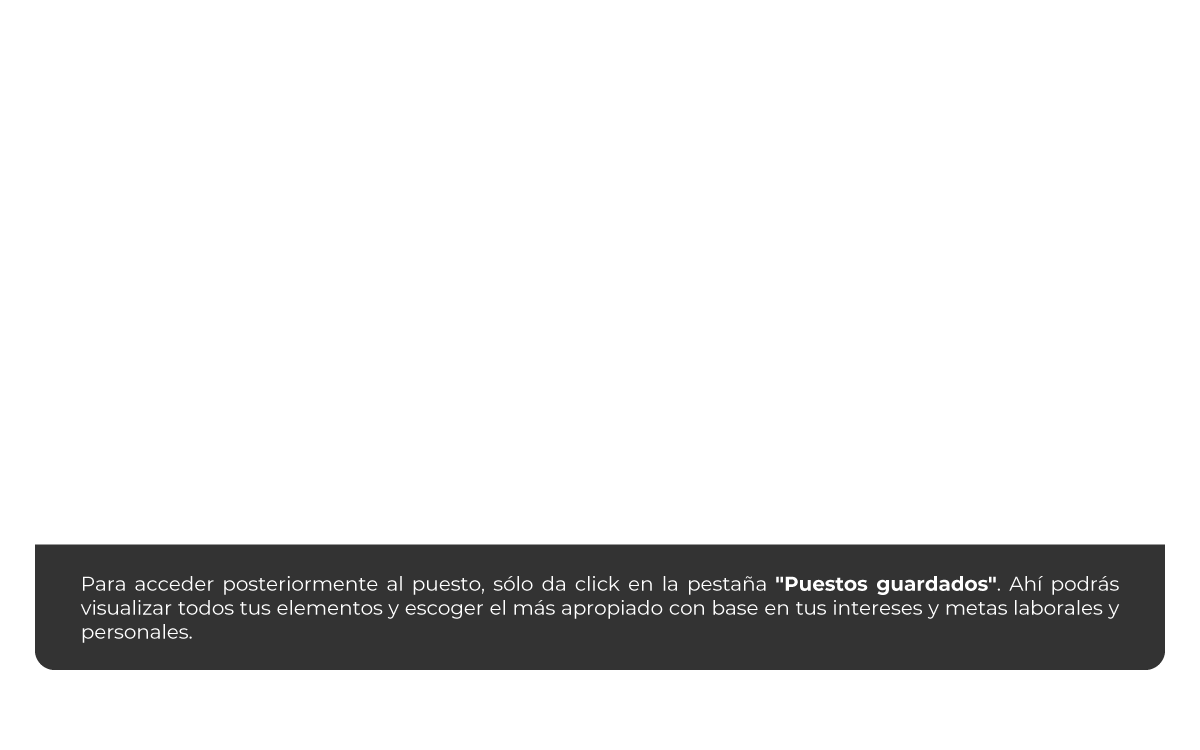 Para acceder posteriormente al puesto, sólo da click en la pestaña "Puestos guardados". Ahí podrás
visualizar todos tus elementos y escoger el más apropiado con base en tus intereses y metas laborales y
personales.